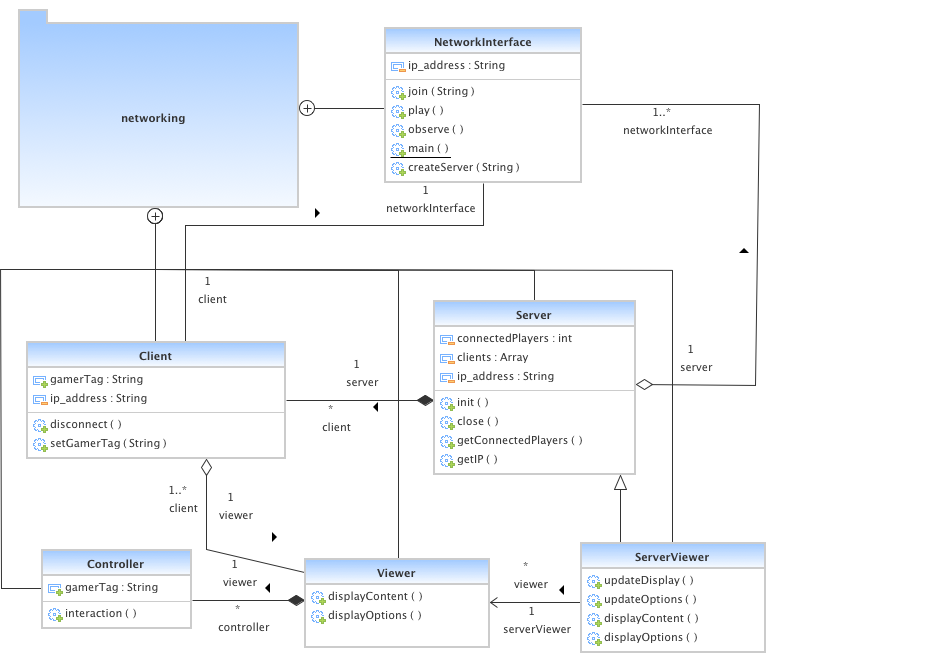 networking
NetworkInterface
ip_address : String
join ( String )
play ( )
observe ( )
main ( )
createServer ( String )
1..*
networkInterface
1
networkInterface
1
client
Server
connectedPlayers : int
clients : Array
ip_address : String
init ( )
close ( )
getConnectedPlayers ( )
getIP ( )
1
server
Client
gamerTag : String
ip_address : String
disconnect ( )
setGamerTag ( String )
1
server
*
client
1..*
client
1
viewer
Controller
gamerTag : String
interaction ( )
1
viewer
*
controller
Viewer
displayContent ( )
displayOptions ( )
*
viewer
1
serverViewer
ServerViewer
updateDisplay ( )
updateOptions ( )
displayContent ( )
displayOptions ( )